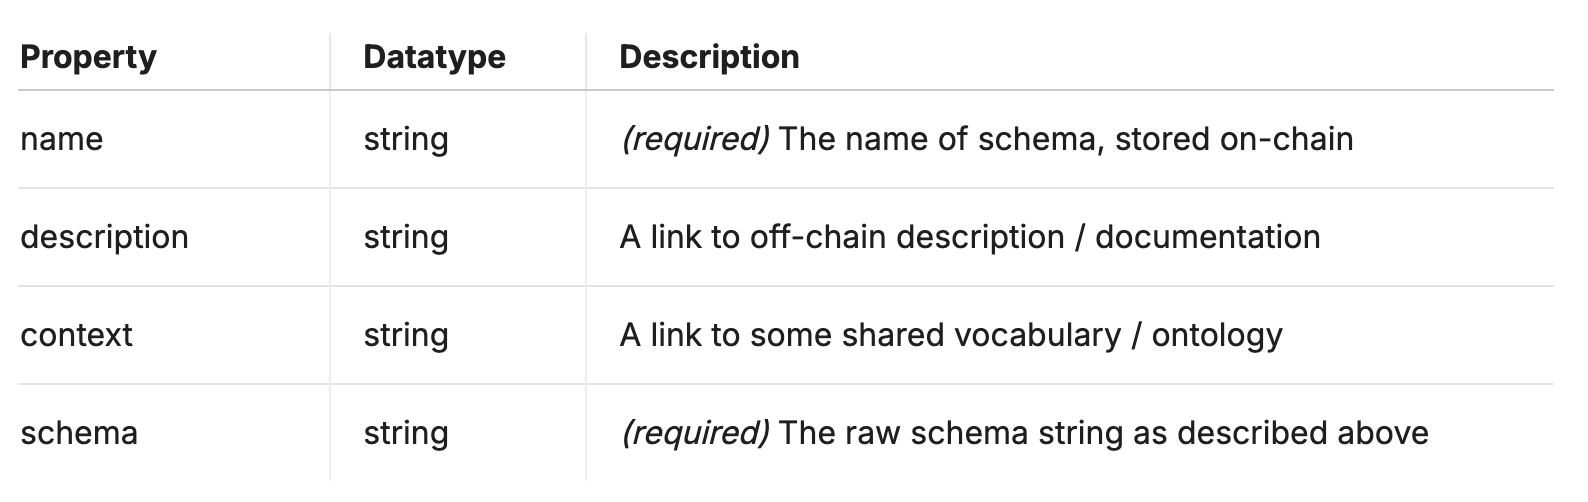 Property Datatype Description
name string (required) The name of schema, stored on-chain
description string A link to off-chain description / documentation
context string A link to some shared vocabulary / ontology
schema string (required) The raw schema string as described above